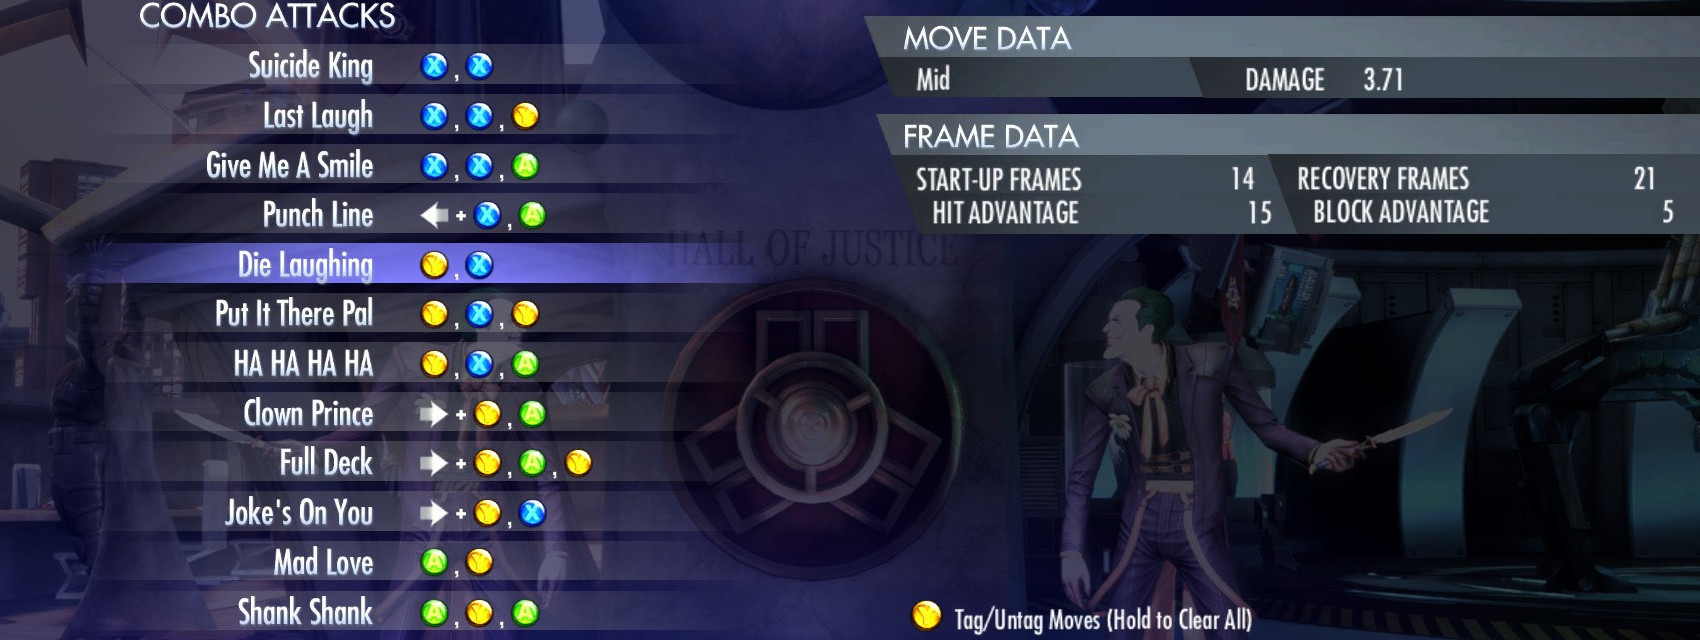 COMBO ATTACKS
Suicide King X, X
Last Laugh X, X, Y
Give Me A Smile X, X, A
Punch Line + X, A
Die Laughing Y, X
Put It There Pal Y, X, Y
HA HA HA HA Y, X, A
Clown Prince + Y, A
Full Deck + Y, A, Y
Joke's On You + Y, X
Mad Love A, Y
Shank Shank A, Y, A
MOVE DATA
Mid DAMAGE 3.71
FRAME DATA
START-UP FRAMES 14 RECOVERY FRAMES 21
HIT ADVANTAGE 15 BLOCK ADVANTAGE 5
HALL OF JUSTICE
Y Tag/Untag Moves (Hold to Clear All)